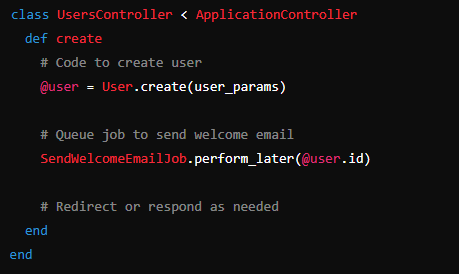 class UsersController < ApplicationController
  def create
    # Code to create user
    @user = User.create(user_params)

    # Queue job to send welcome email
    SendWelcomeEmailJob.perform_later(@user.id)

    # Redirect or respond as needed
  end
end